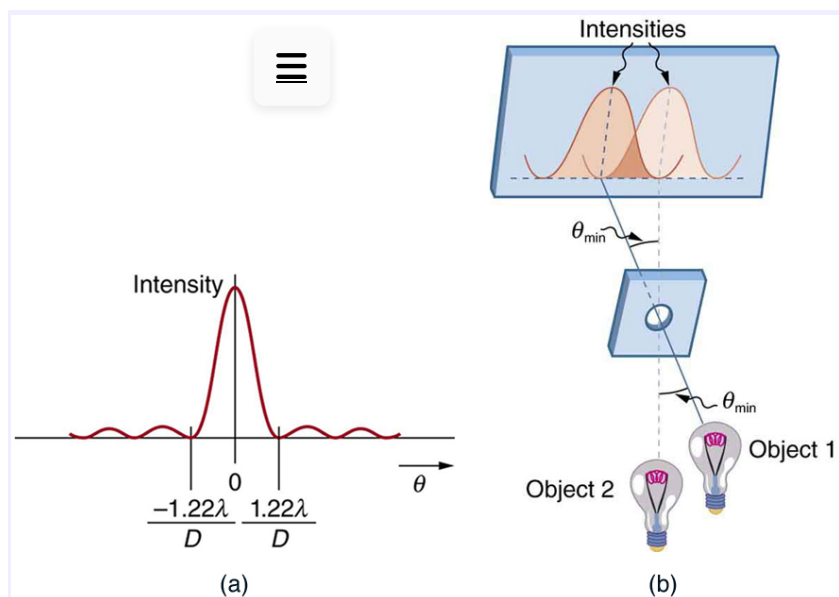 Intensity
0
θ
−1.22λ
D
1.22λ
D
(a)
Intensities
θmin
θmin
Object 1
Object 2
(b)